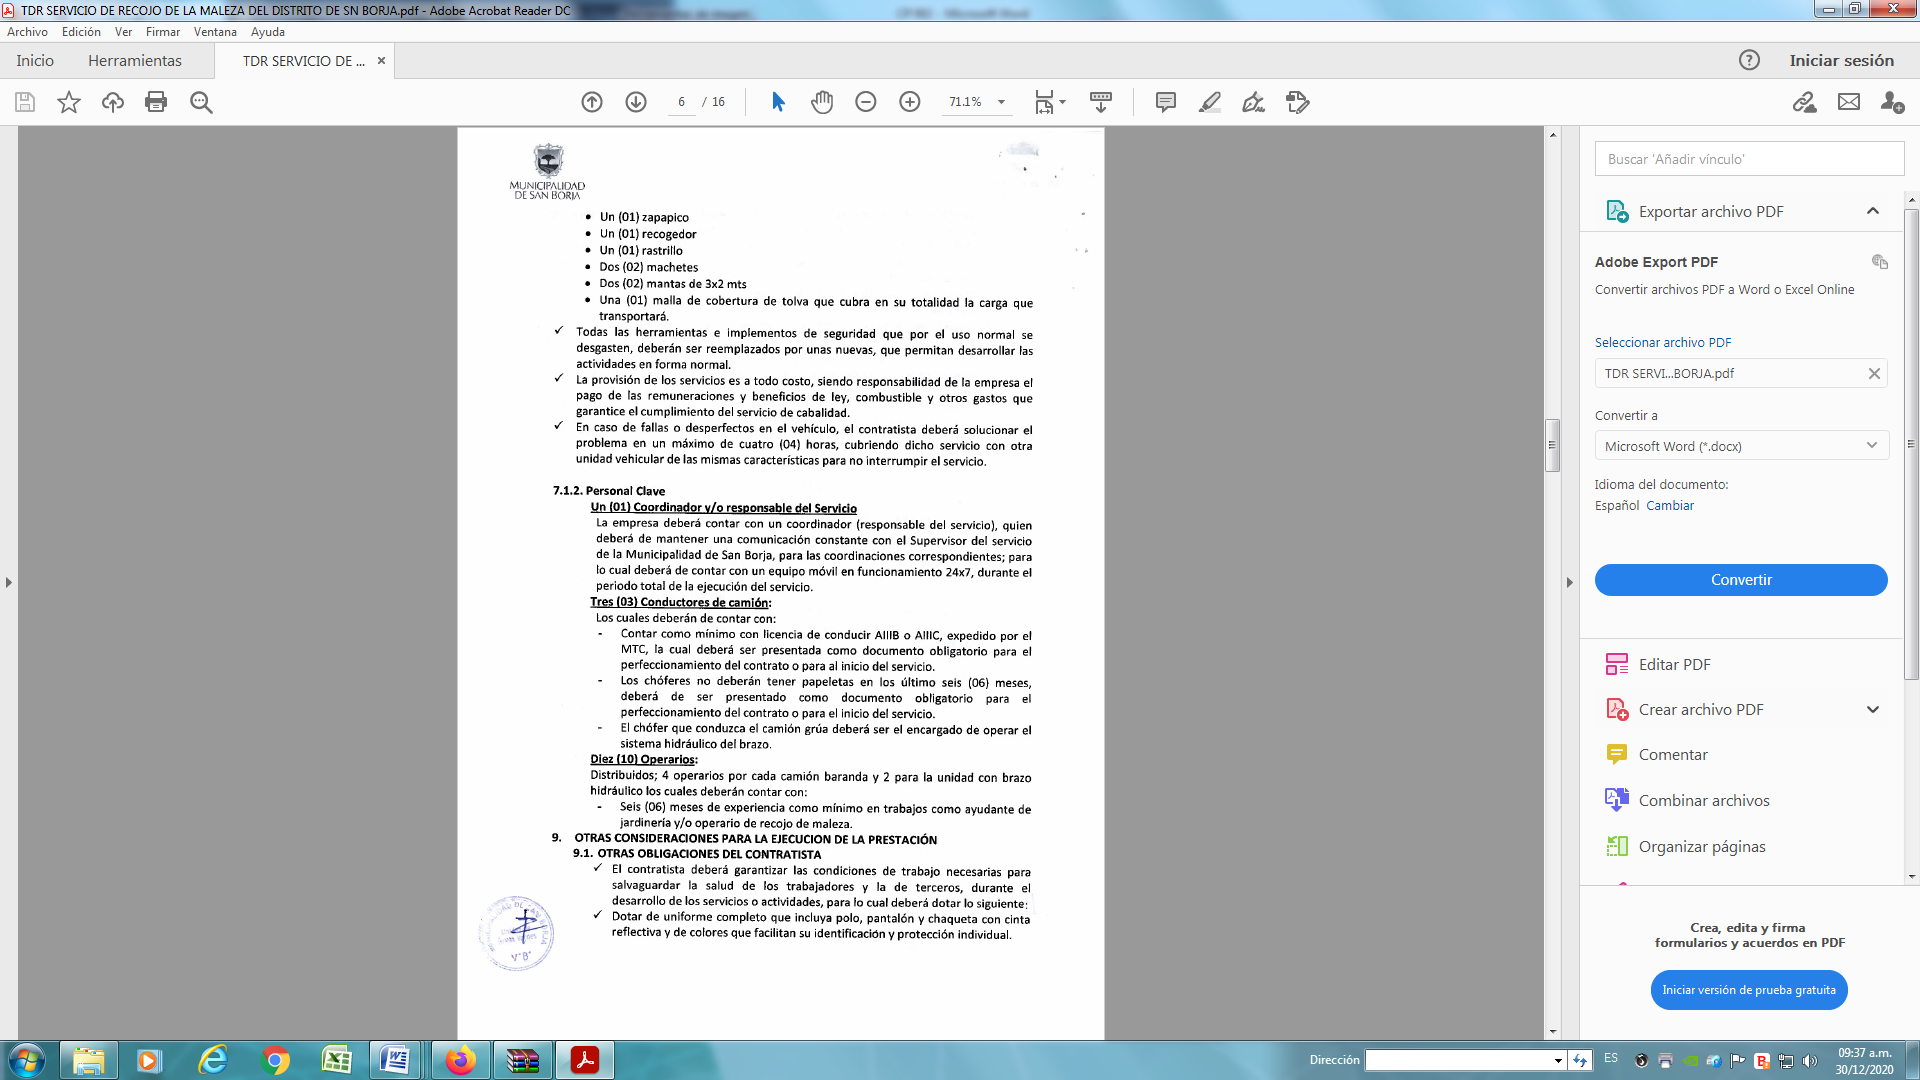 TDR SERVICIO DE RECOJO DE LA MALEZA DEL DISTRITO DE SN BORJA.pdf - Adobe Acrobat Reader DC
Archivo Edición Ver Firmar Ventana Ayuda
Inicio Herramientas TDR SERVICIO DE ... Iniciar sesión
6 / 16 71.1%
MUNICIPALIDAD
DE SAN BORJA
• Un (01) zapapico
• Un (01) recogedor
• Un (01) rastrillo
• Dos (02) machetes
• Dos (02) mantas de 3x2 mts
• Una (01) malla de cobertura de tolva que cubra en su totalidad la carga que
transportará.
✓ Todas las herramientas e implementos de seguridad que por el uso normal se
desgasten, deberán ser reemplazados por unas nuevas, que permitan desarrollar las
actividades en forma normal.
✓ La provisión de los servicios es a todo costo, siendo responsabilidad de la empresa el
pago de las remuneraciones y beneficios de ley, combustible y otros gastos que
garantice el cumplimiento del servicio de cabalidad.
✓ En caso de fallas o desperfectos en el vehículo, el contratista deberá solucionar el
problema en un máximo de cuatro (04) horas, cubriendo dicho servicio con otra
unidad vehicular de las mismas características para no interrumpir el servicio.
7.1.2. Personal Clave
Un (01) Coordinador y/o responsable del Servicio
La empresa deberá contar con un coordinador (responsable del servicio), quien
deberá de mantener una comunicación constante con el Supervisor del servicio
de la Municipalidad de San Borja, para las coordinaciones correspondientes; para
lo cual deberá de contar con un equipo móvil en funcionamiento 24x7, durante el
periodo total de la ejecución del servicio.
Tres (03) Conductores de camión:
Los cuales deberán de contar con:
- Contar como mínimo con licencia de conducir AIIIB o AIIIC, expedido por el
MTC, la cual deberá ser presentada como documento obligatorio para el
perfeccionamiento del contrato o para al inicio del servicio.
- Los chóferes no deberán tener papeletas en los último seis (06) meses,
deberá de ser presentado como documento obligatorio para el
perfeccionamiento del contrato o para el inicio del servicio.
- El chófer que conduzca el camión grúa deberá ser el encargado de operar el
sistema hidráulico del brazo.
Diez (10) Operarios:
Distribuidos; 4 operarios por cada camión baranda y 2 para la unidad con brazo
hidráulico los cuales deberán contar con:
- Seis (06) meses de experiencia como mínimo en trabajos como ayudante de
jardinería y/o operario de recojo de maleza.
9. OTRAS CONSIDERACIONES PARA LA EJECUCION DE LA PRESTACIÓN
9.1. OTRAS OBLIGACIONES DEL CONTRATISTA
✓ El contratista deberá garantizar las condiciones de trabajo necesarias para
salvaguardar la salud de los trabajadores y la de terceros, durante el
desarrollo de los servicios o actividades, para lo cual deberá dotar lo siguiente:
✓ Dotar de uniforme completo que incluya polo, pantalón y chaqueta con cinta
reflectiva y de colores que facilitan su identificación y protección individual.
V°B°
Buscar 'Añadir vínculo'
Exportar archivo PDF
Adobe Export PDF
Convertir archivos PDF a Word o Excel Online
Seleccionar archivo PDF
TDR SERVI...BORJA.pdf
Convertir a
Microsoft Word (*.docx)
Idioma del documento:
Español Cambiar
Convertir
Editar PDF
Crear archivo PDF
Comentar
Combinar archivos
Organizar páginas
Crea, edita y firma
formularios y acuerdos en PDF
Iniciar versión de prueba gratuita
Dirección ES 09:37 a.m.
30/12/2020